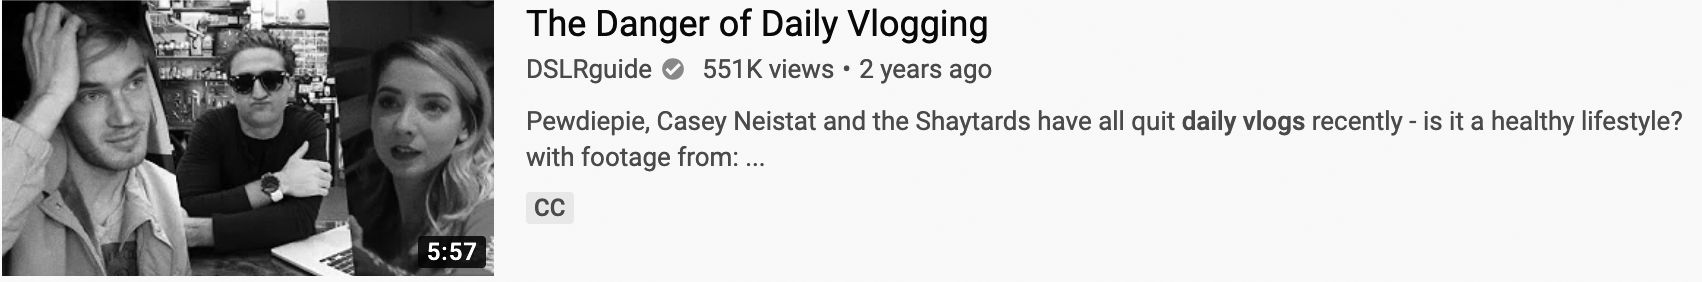 The Danger of Daily Vlogging
DSLRguide 551K views • 2 years ago
Pewdiepie, Casey Neistat and the Shaytards have all quit daily vlogs recently - is it a healthy lifestyle?
with footage from: ...
CC
5:57